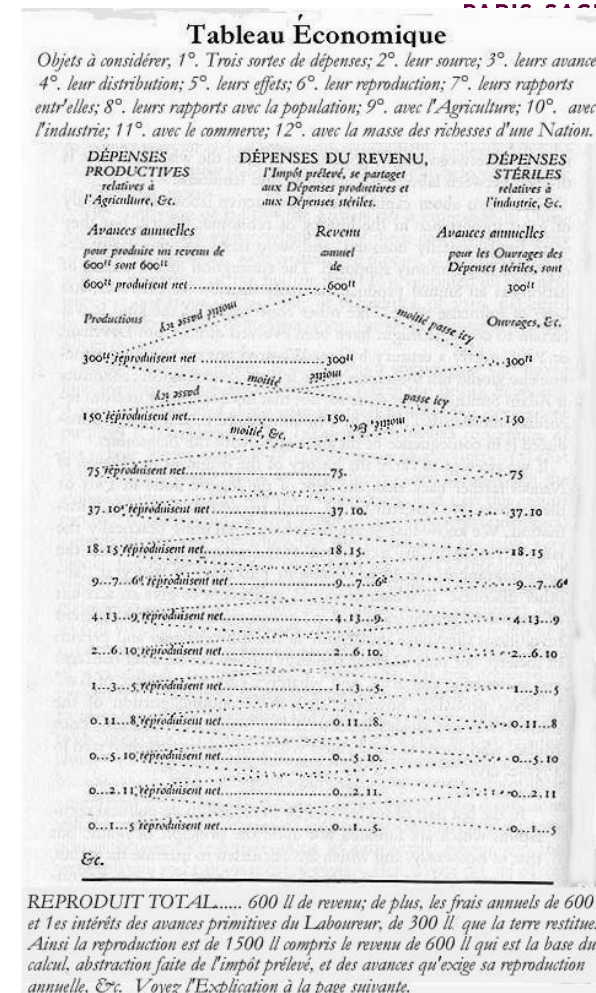 PARIS-SAC
Tableau Économique
Objets à considérer, 1°. Trois sortes de dépenses; 2°. leur source; 3°. leurs avance
4°. leur distribution; 5°. leurs effets; 6°. leur reproduction; 7°. leurs rapports
entr'elles; 8°. leurs rapports avec la population; 9°. avec l'Agriculture; 10°. avec
l'industrie; 11°. avec le commerce; 12°. avec la masse des richesses d'une Nation.
DÉPENSES
PRODUCTIVES
relatives à
l'Agriculture, &c.
DÉPENSES DU REVENU,
l'Impôt prélevé, se partaget
aux Dépenses productives et
aux Dépenses stériles.
DÉPENSES
STÉRILES
relatives à
l'industrie, &c.
Avances annuelles
pour produire un revenu de
600ll sont 600ll
Revenu
annuel
de
Avances annuelles
pour les Ouvrages des
Dépenses stériles, sont
600ll produisent net ..................... 600ll 300ll
Productions moitié passe icy moitié passe icy Ouvrages, &c.
300ll reproduisent net .................. 300ll 300ll
passe icy moitié moitié passe icy
150 reproduisent net.................. 150. 150
moitié, &c. moitié, &c.
75 reproduisent net.................. 75. 75
37.10s reproduisent net .................. 37.10. 37.10
18.15 reproduisent net.................. 18.15. 18.15
9...7...6d reproduisent net .................. 9...7...6d 9...7...6d
4.13...9 reproduisent net .................. 4.13...9. 4.13...9
2...6.10 reproduisent net .................. 2...6.10. 2...6.10
1...3...5 reproduisent net.................. 1...3...5. 1...3...5
0.11...8 reproduisent net.................. 0.11...8. 0.11...8
0...5.10 reproduisent net.................. 0...5.10. 0...5.10
0...2.11 reproduisent net.................. 0...2.11. 0...2.11
0...1...5 reproduisent net.................. 0...1...5. 0...1...5
&c.
REPRODUIT TOTAL..... 600 ll de revenu; de plus, les frais annuels de 600
et les intérêts des avances primitives du Laboureur, de 300 ll que la terre restitue.
Ainsi la reproduction est de 1500 ll compris le revenu de 600 ll qui est la base du
calcul, abstraction faite de l'impôt prélevé, et des avances qu'exige sa reproduction
annuelle, &c. Voyez l'Explication à la page suivante.